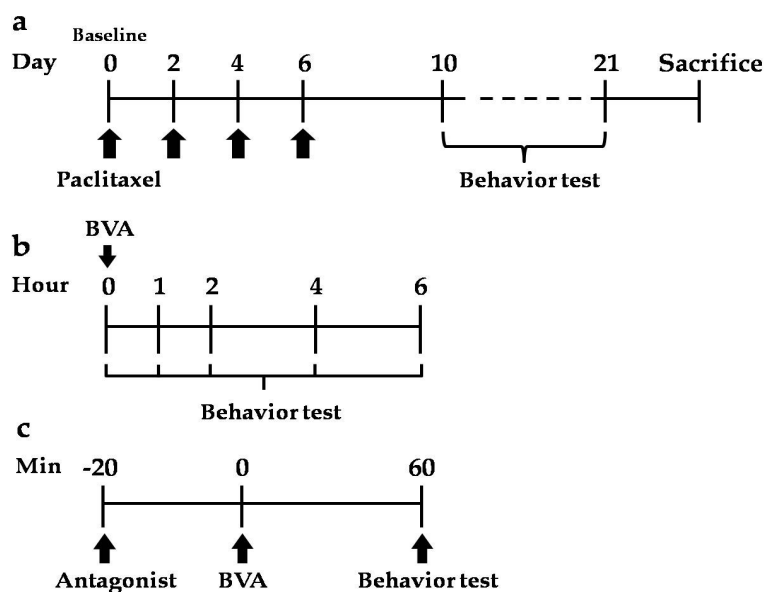 a
Baseline
Day 0 2 4 6 10 21 Sacrifice
Paclitaxel Behavior test
b BVA
Hour 0 1 2 4 6
Behavior test
c
Min -20 0 60
Antagonist BVA Behavior test